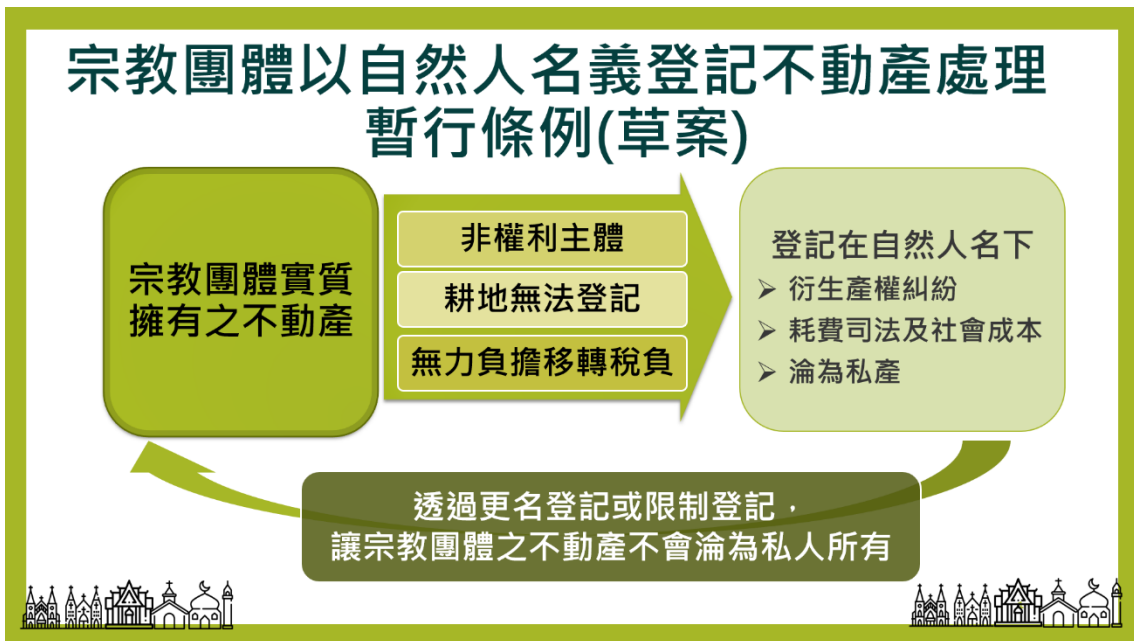 宗教團體以自然人名義登記不動產處理
暫行條例(草案)
宗教團體實質
擁有之不動產
非權利主體
耕地無法登記
無力負擔移轉稅負
登記在自然人名下
➢ 衍生產權糾紛
➢ 耗費司法及社會成本
➢ 淪為私產
透過更名登記或限制登記，
讓宗教團體之不動產不會淪為私人所有